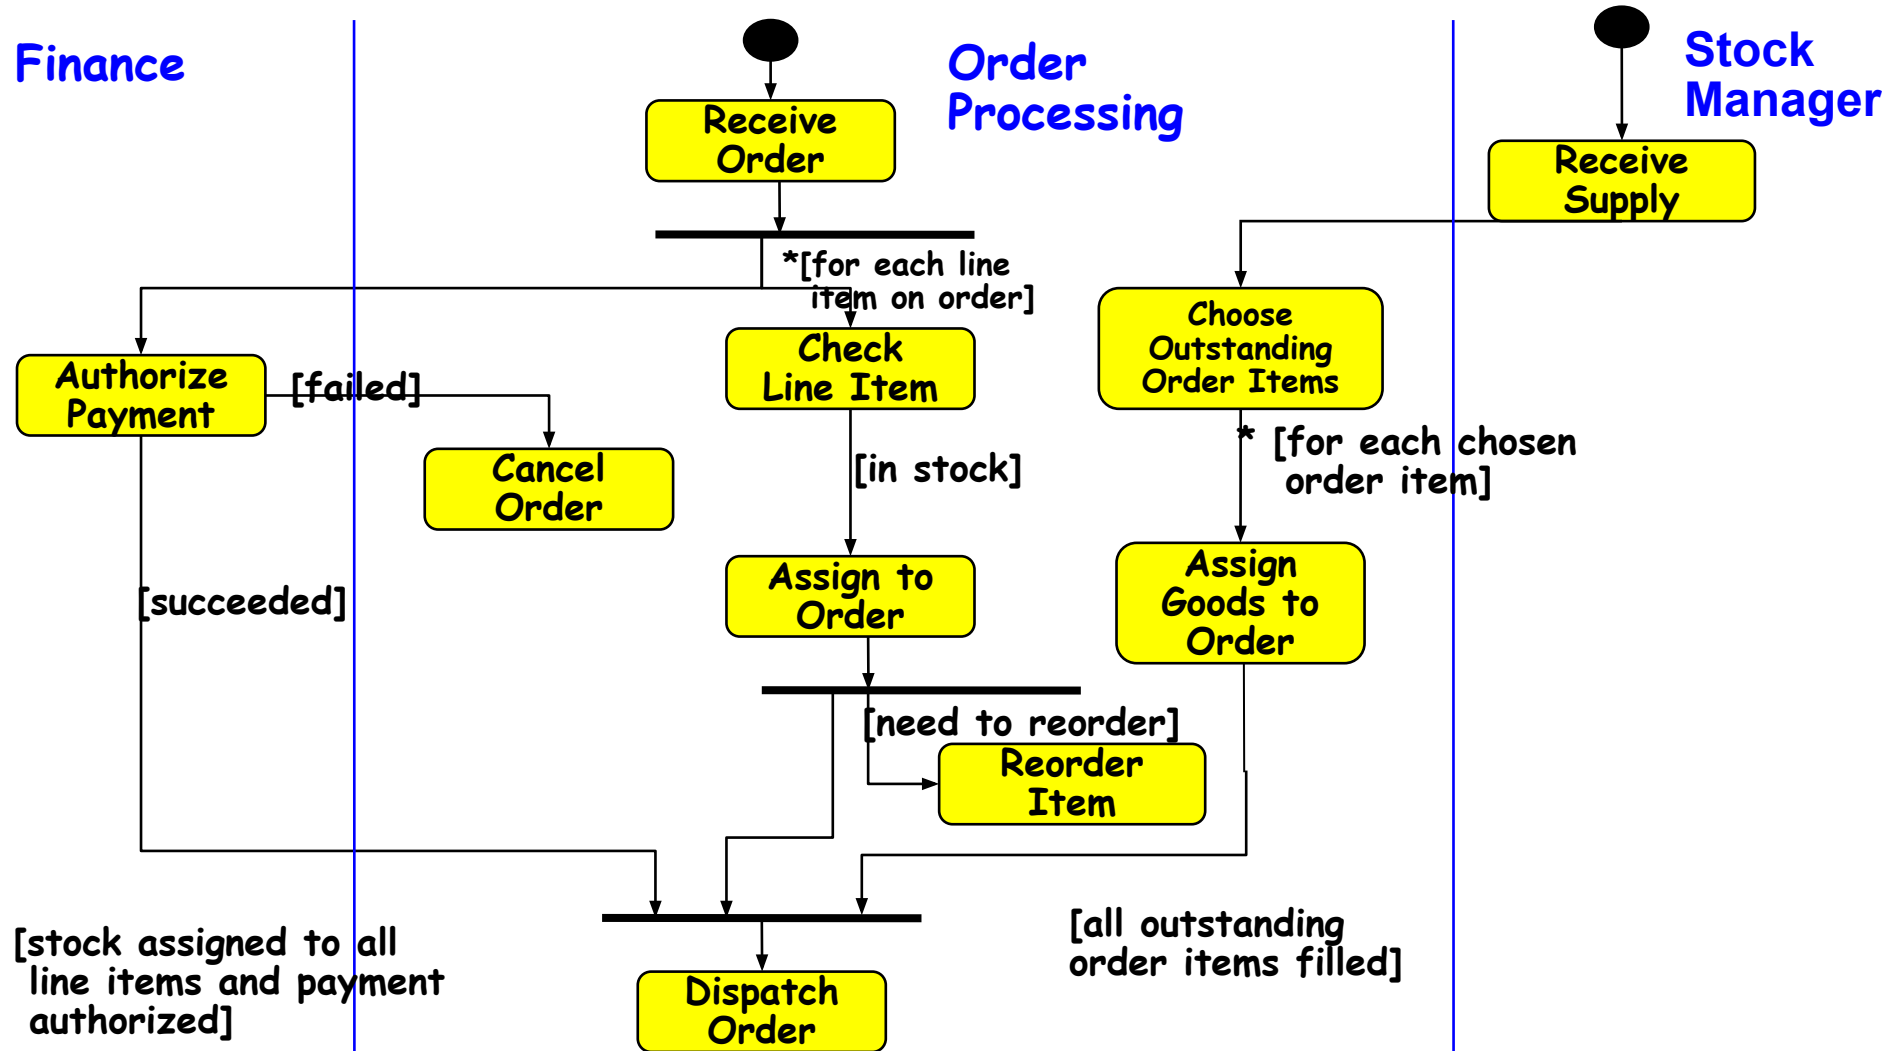 Finance
Order
Processing
Stock
Manager
Receive
Order
Receive
Supply
*[for each line
item on order]
Choose
Outstanding
Order Items
Check
Line Item
Authorize
Payment
[failed]
* [for each chosen
order item]
Cancel
Order
[in stock]
Assign to
Order
Assign
Goods to
Order
[succeeded]
[need to reorder]
Reorder
Item
[stock assigned to all
line items and payment
authorized]
[all outstanding
order items filled]
Dispatch
Order